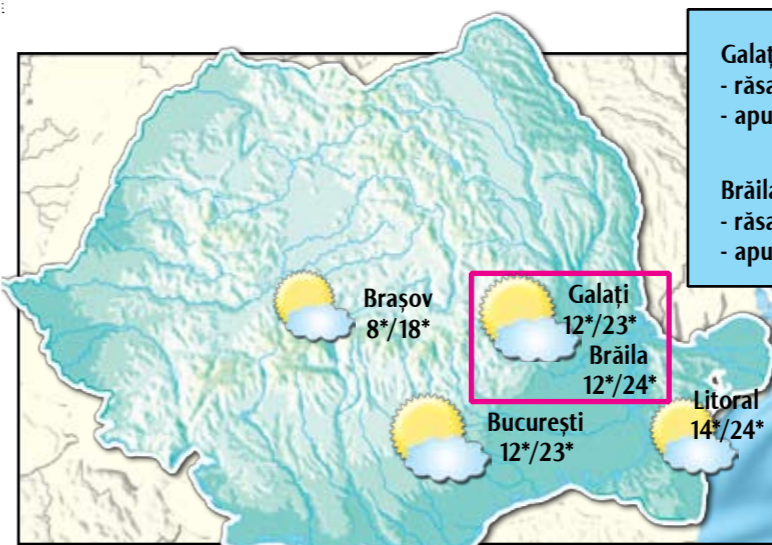 Galaț
- răsa
- apu
Brăila
- răsa
- apu
Brașov
8*/18*
Galați
12*/23*
Brăila
12*/24*
București
12*/23*
Litoral
14*/24*